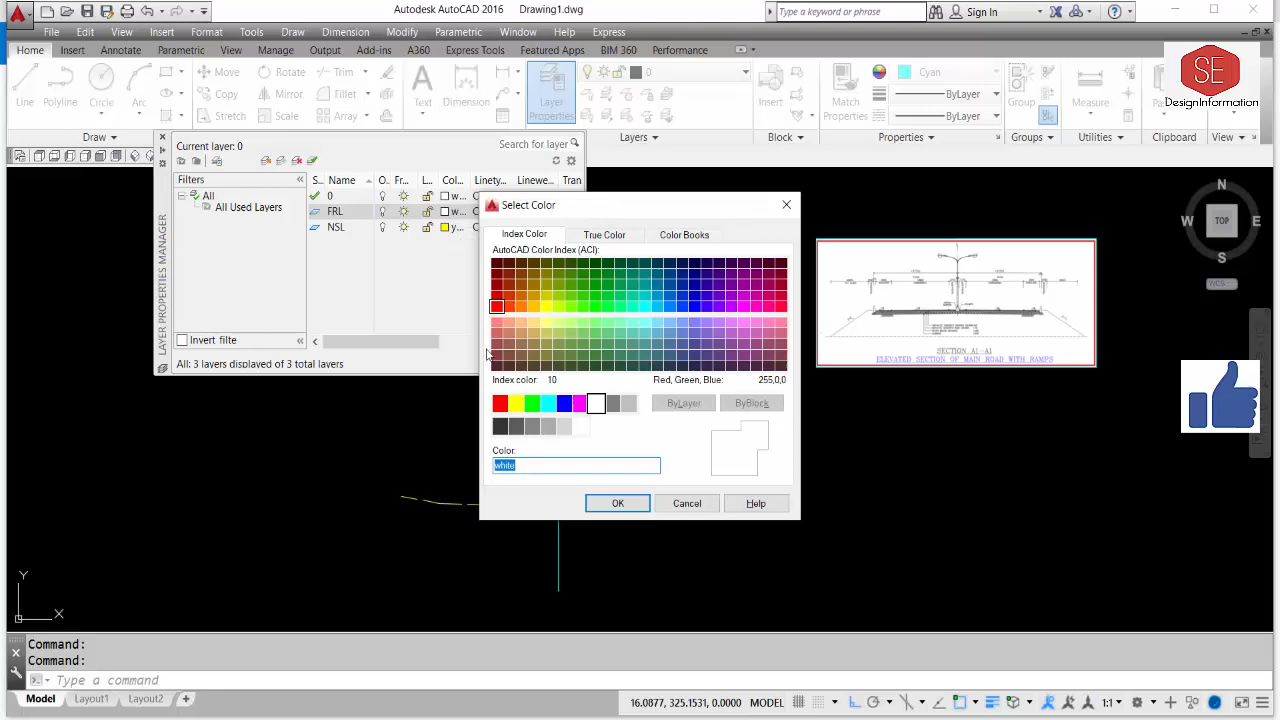 Autodesk AutoCAD 2016 Drawing1.dwg
Type a keyword or phrase
Sign In
File Edit View Insert Format Tools Draw Dimension Modify Parametric Window Help Express
Home Insert Annotate Parametric View Manage Output Add-ins A360 Express Tools Featured Apps BIM 360 Performance
Move Rotate Trim
Copy Mirror Fillet
Stretch Scale Array
Line Polyline Circle Arc
Text Dimension
Layer Properties
0
Insert
Match Properties
Cyan
ByLayer
ByLayer
Group
Measure
SE
DesignInformation
Draw
Layers
Block
Properties
Groups
Utilities
Clipboard
View
Current layer: 0
Search for layer
Filters
All
All Used Layers
Invert filte
All: 3 layers displayed of 3 total layers
LAYER PROPERTIES MANAGER
S.. Name O. Fr... L... Col... Linety... Linewe... Tran
0 w...
FRL w...
NSL y...
Select Color
Index Color True Color Color Books
AutoCAD Color Index (ACI):
Index color: 10 Red, Green, Blue: 255,0,0
ByLayer ByBlock
Color:
white
OK Cancel Help
SECTION A1-A1
ELEVATED SECTION OF MAIN ROAD WITH RAMPS
N
W TOP E
S
WCS
Y
X
Command:
Command:
Type a command
Model Layout1 Layout2 +
16.0877, 325.1531, 0.0000 MODEL
1:1